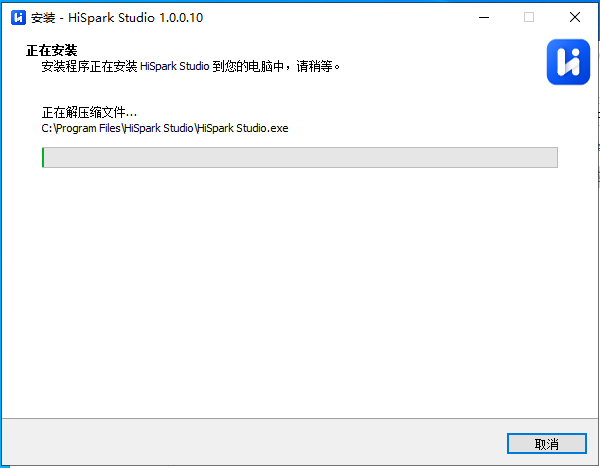 安装 - HiSpark Studio 1.0.0.10
正在安装
安装程序正在安装 HiSpark Studio 到您的电脑中，请稍等。
正在解压缩文件...
C:\Program Files\HiSpark Studio\HiSpark Studio.exe
取消